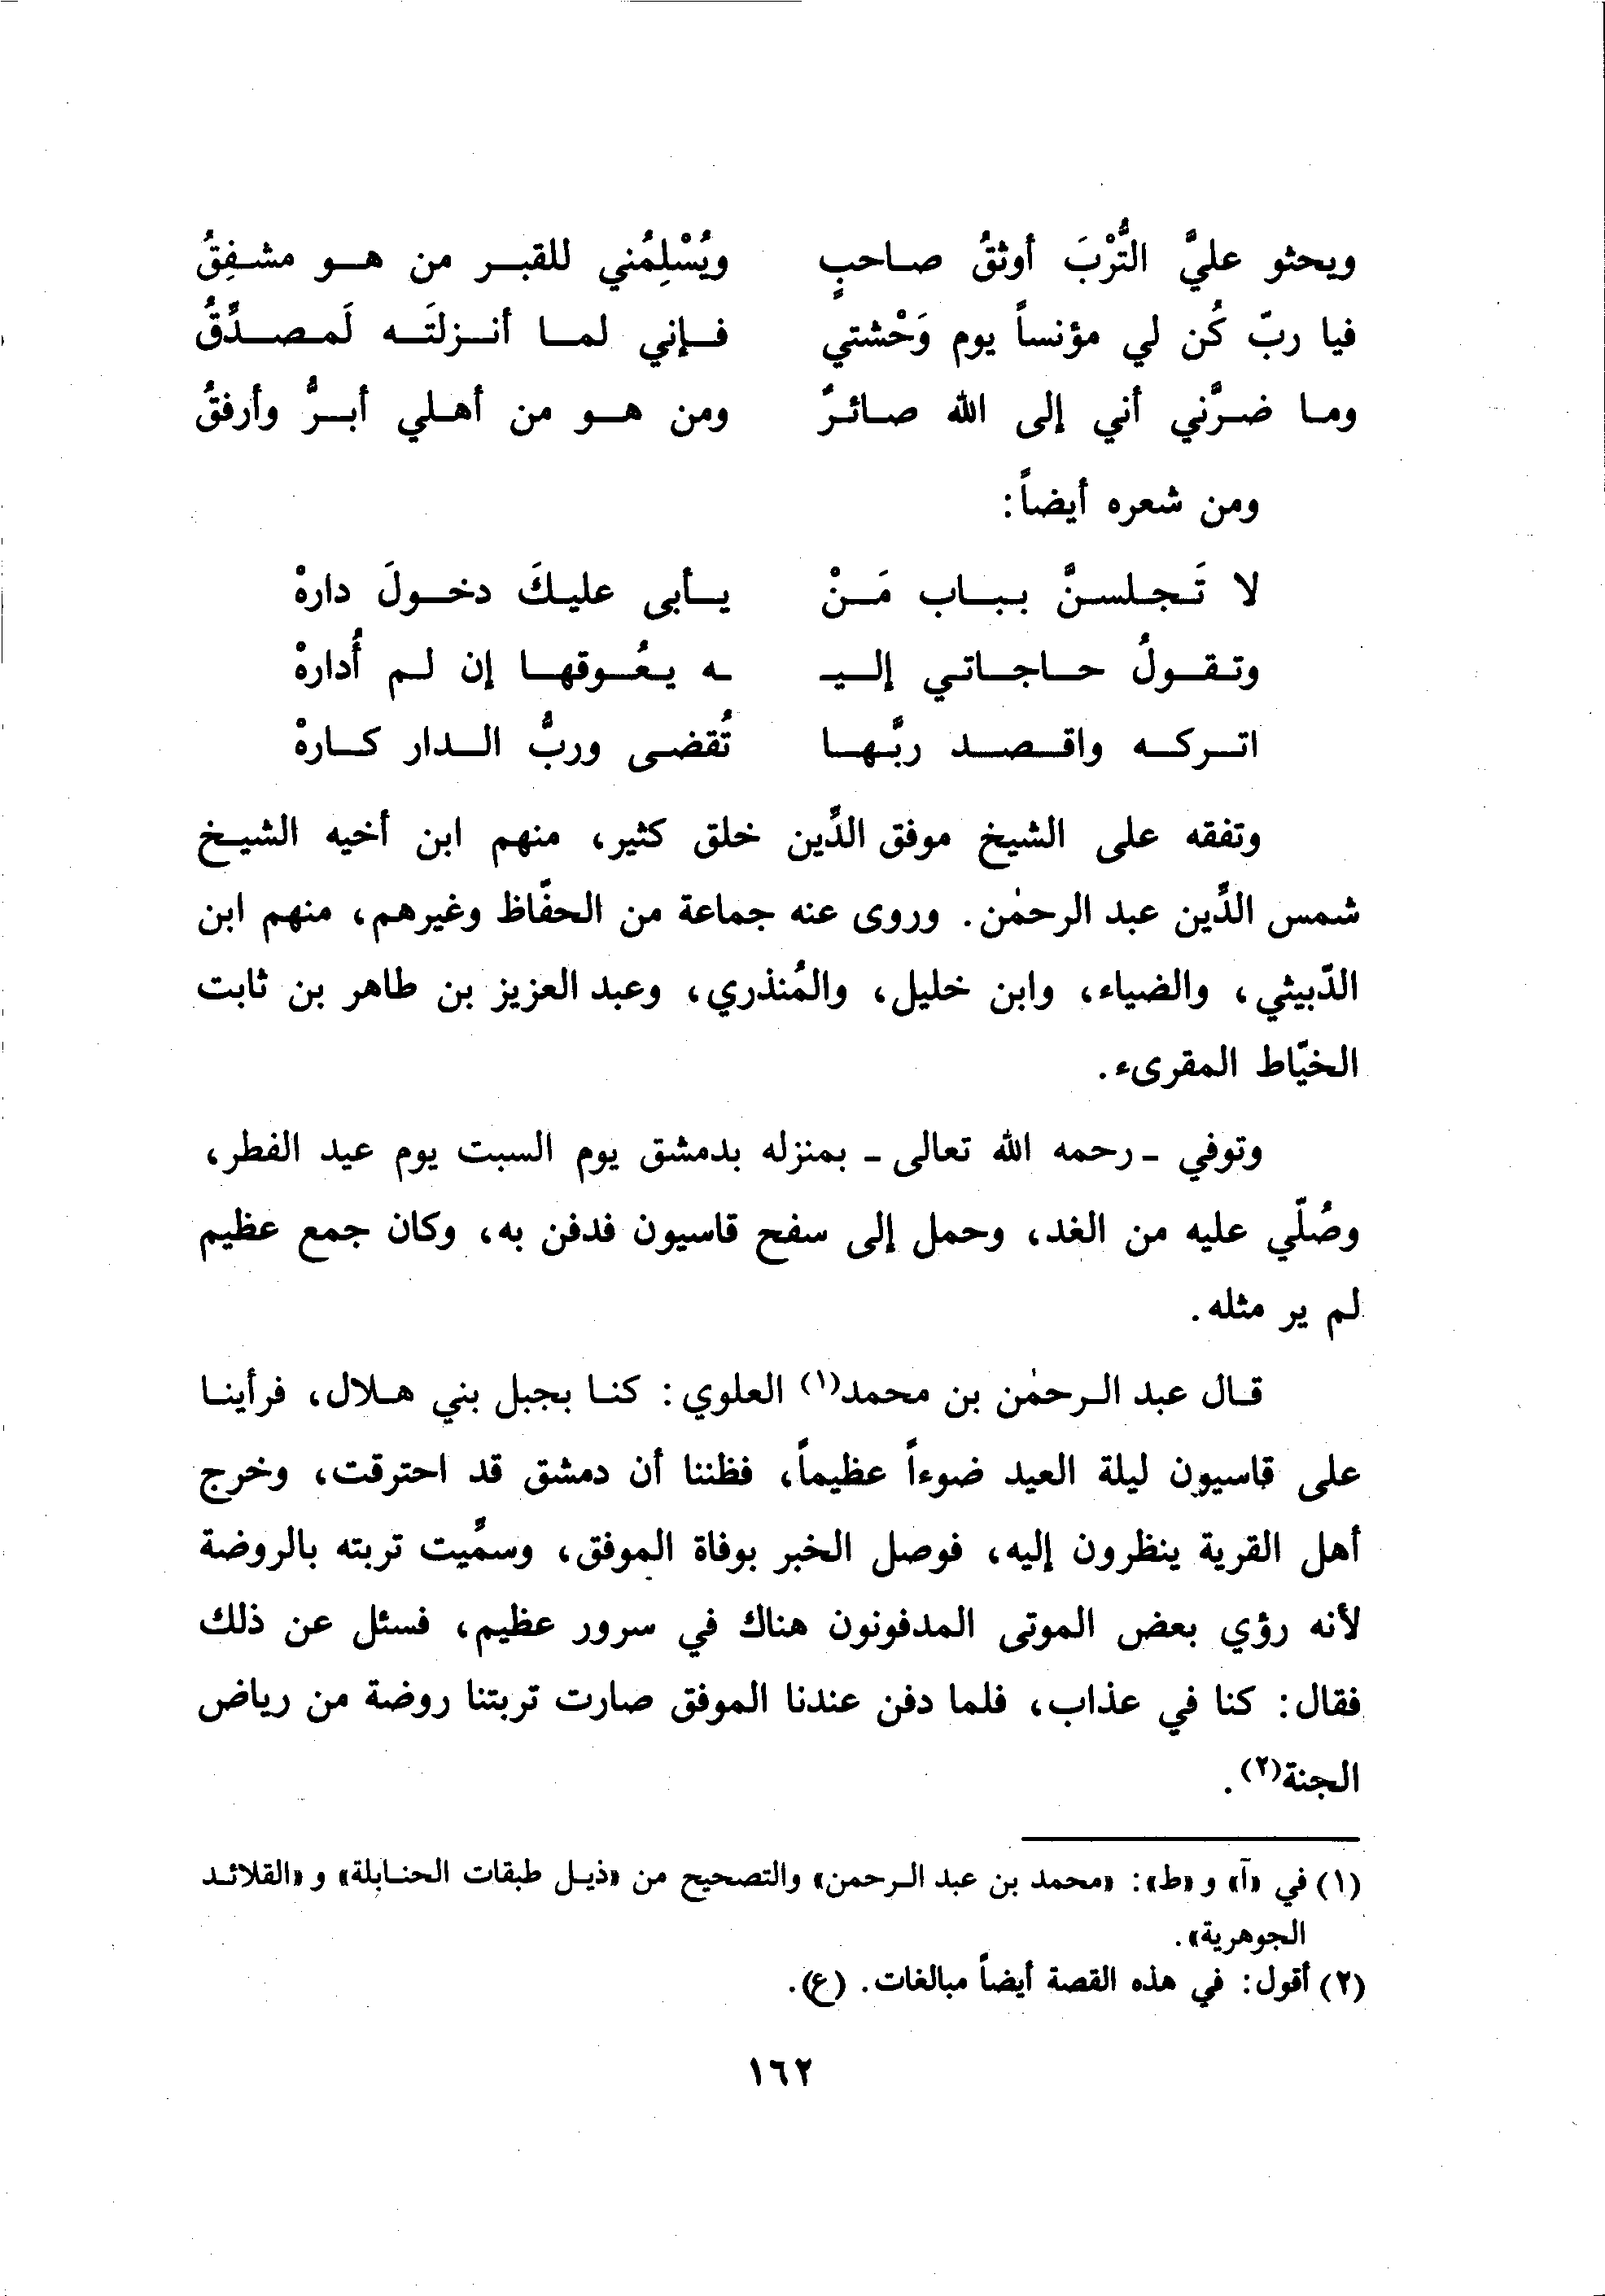 ويحثو عليَّ التُّرْبَ أوثقُ صاحبٍ ويُسْلِمُني للقبر من هو مشفِقُ
فيا ربّ كُن لي مؤنساً يوم وَحْشتي فإني لما أنزلتَه لَمصدِّقُ
وما ضرَّني أني إلى الله صائرٌ ومن هو من أهلي أبرُّ وأرفقُ
ومن شعره أيضاً:
لا تَجلسنَّ بباب مَنْ يأبى عليكَ دخولَ دارهْ
وتقولُ حاجاتي إليـ ـه يعُوقها إن لم أُدارهْ
اتركه واقصد ربَّها تُقضى وربُّ الدار كارهْ
وتفقه على الشيخ موفق الدِّين خلق كثير، منهم ابن أخيه الشيخ
شمس الدِّين عبد الرحمٰن. وروى عنه جماعة من الحفَّاظ وغيرهم، منهم ابن
الدّبيثي، والضياء، وابن خليل، والمُنذري، وعبد العزيز بن طاهر بن ثابت
الخيّاط المقرىء.
وتوفي - رحمه الله تعالى - بمنزله بدمشق يوم السبت يوم عيد الفطر،
وصُلّي عليه من الغد، وحمل إلى سفح قاسيون فدفن به، وكان جمع عظيم
لم ير مثله.
قال عبد الرحمٰن بن محمد(١) العلوي: كنا بجبل بني هلال، فرأينا
على قاسيون ليلة العيد ضوءاً عظيماً، فظننا أن دمشق قد احترقت، وخرج
أهل القرية ينظرون إليه، فوصل الخبر بوفاة الموفق، وسمِّيت تربته بالروضة
لأنه رؤي بعض الموتى المدفونون هناك في سرور عظيم، فسئل عن ذلك
فقال: كنا في عذاب، فلما دفن عندنا الموفق صارت تربتنا روضة من رياض
الجنة(٢).
(١) في «آ» و «ط»: «محمد بن عبد الرحمن» والتصحيح من «ذيل طبقات الحنابلة» و «القلائد
الجوهرية».
(٢) أقول: في هذه القصة أيضاً مبالغات. (ع).
١٦٢